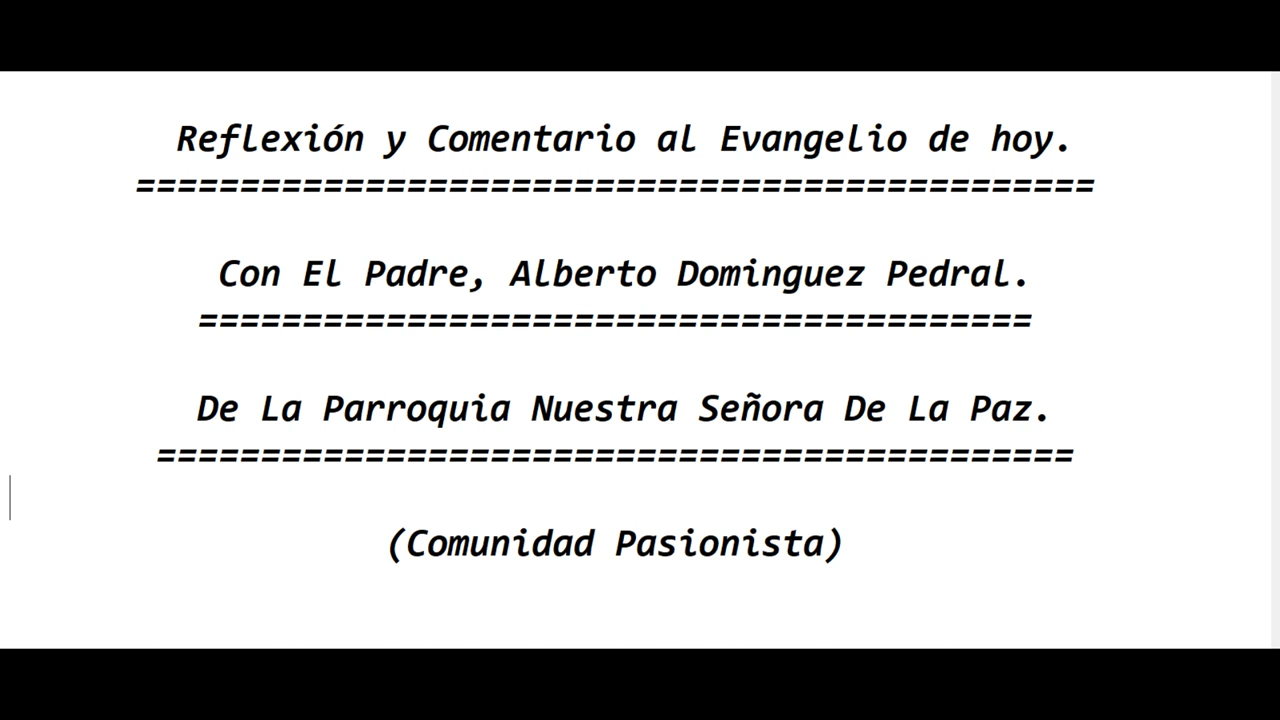 Reflexión y Comentario al Evangelio de hoy.
==============================================
Con El Padre, Alberto Dominguez Pedral.
========================================
De La Parroquia Nuestra Señora De La Paz.
============================================
(Comunidad Pasionista)